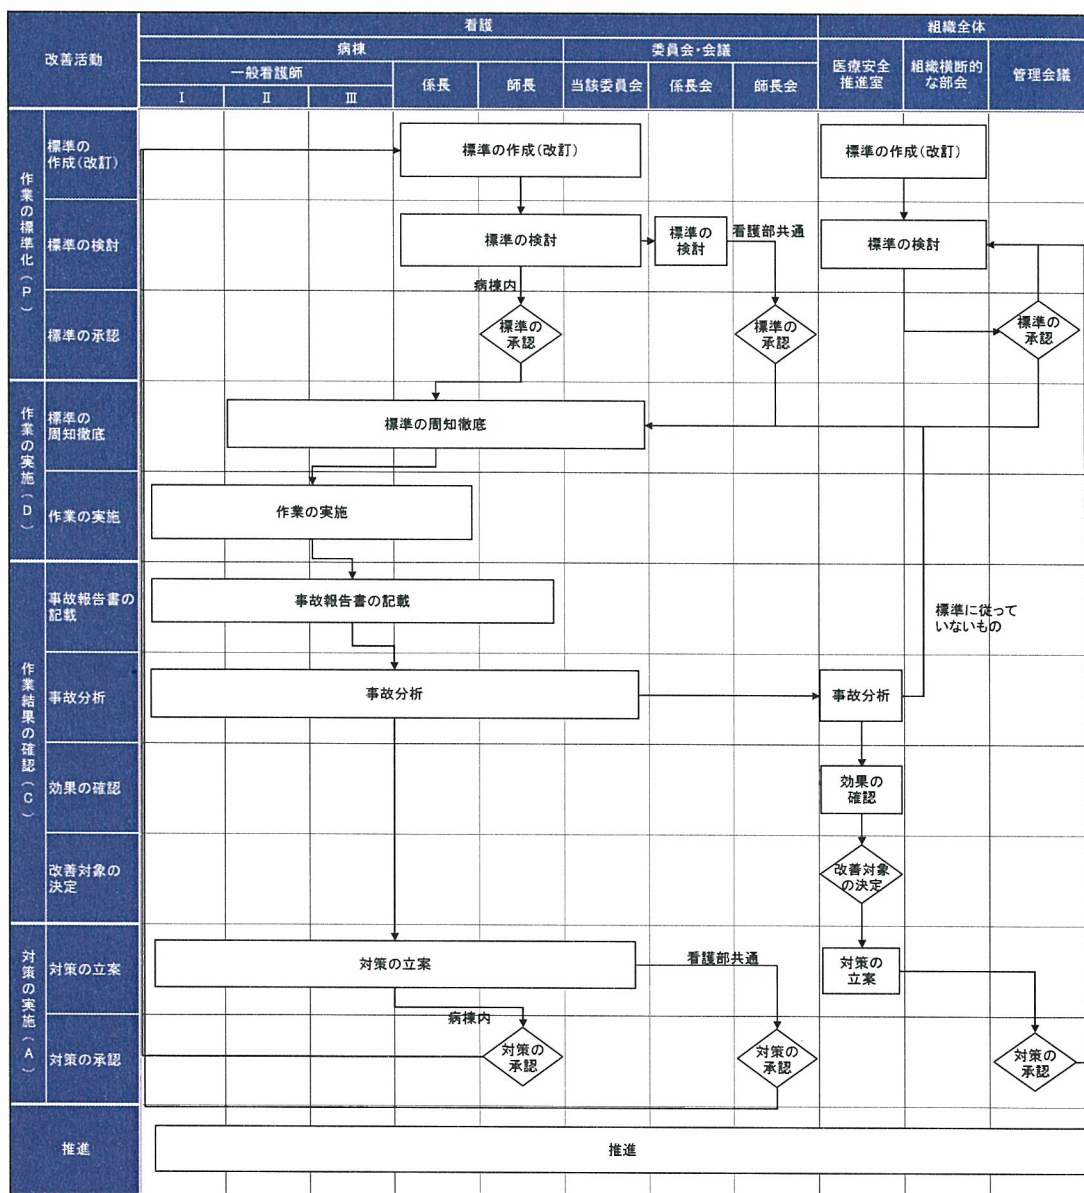 改善活動
看護
組織全体
病棟
委員会・会議
医療安全
推進室
組織横断的
な部会
管理会議
一般看護師
係長
師長
当該委員会
係長会
師長会
Ⅰ
Ⅱ
Ⅲ
作業の標準化(P)
標準の
作成(改訂)
標準の作成(改訂)
標準の作成(改訂)
標準の検討
標準の検討
標準の
検討
看護部共通
標準の検討
病棟内
標準の承認
標準の
承認
標準の
承認
標準の
承認
作業の実施(D)
標準の
周知徹底
標準の周知徹底
作業の実施
作業の実施
作業結果の確認(C)
事故報告書の
記載
事故報告書の記載
標準に従って
いないもの
事故分析
事故分析
事故分析
効果の確認
効果の
確認
改善対象の
決定
改善対象
の決定
対策の実施(A)
対策の立案
対策の立案
看護部共通
対策の
立案
病棟内
対策の承認
対策の
承認
対策の
承認
対策の
承認
推進
推進